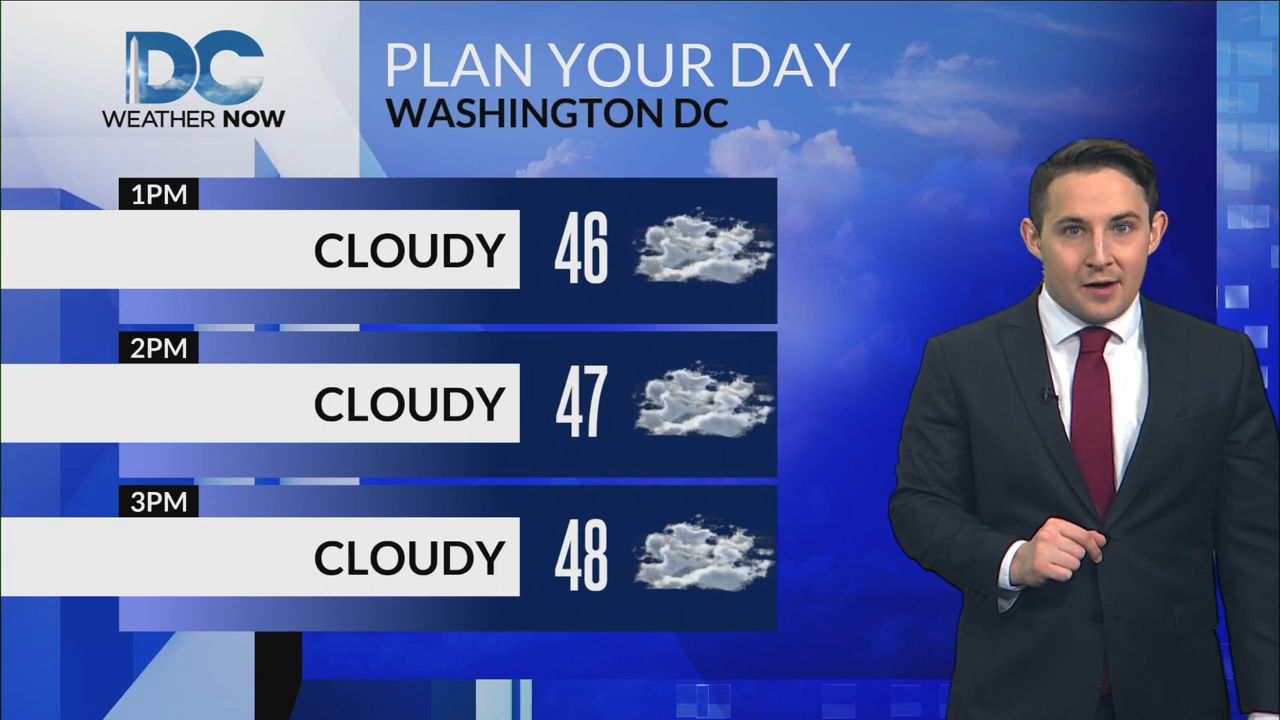 DC
WEATHER NOW
PLAN YOUR DAY
WASHINGTON DC
1PM
CLOUDY 46
2PM
CLOUDY 47
3PM
CLOUDY 48